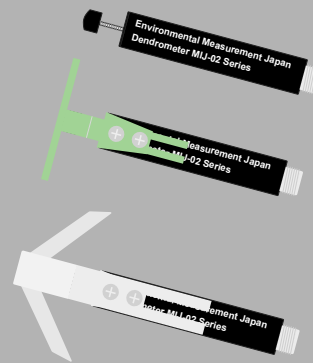 Environmental Measurement Japan
Dendrometer MIJ-02 Series
Measurement Japan
MIJ-02 Series
Measurement Japan
MIJ-02 Series